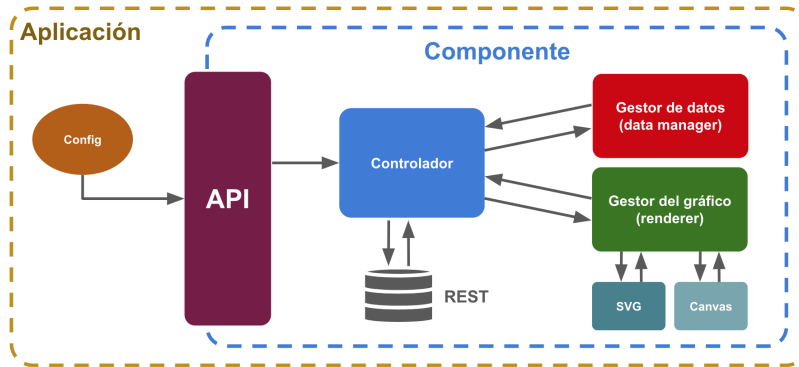 Aplicación
Componente
Config
API
Controlador
Gestor de datos
(data manager)
Gestor del gráfico
(renderer)
REST
SVG
Canvas